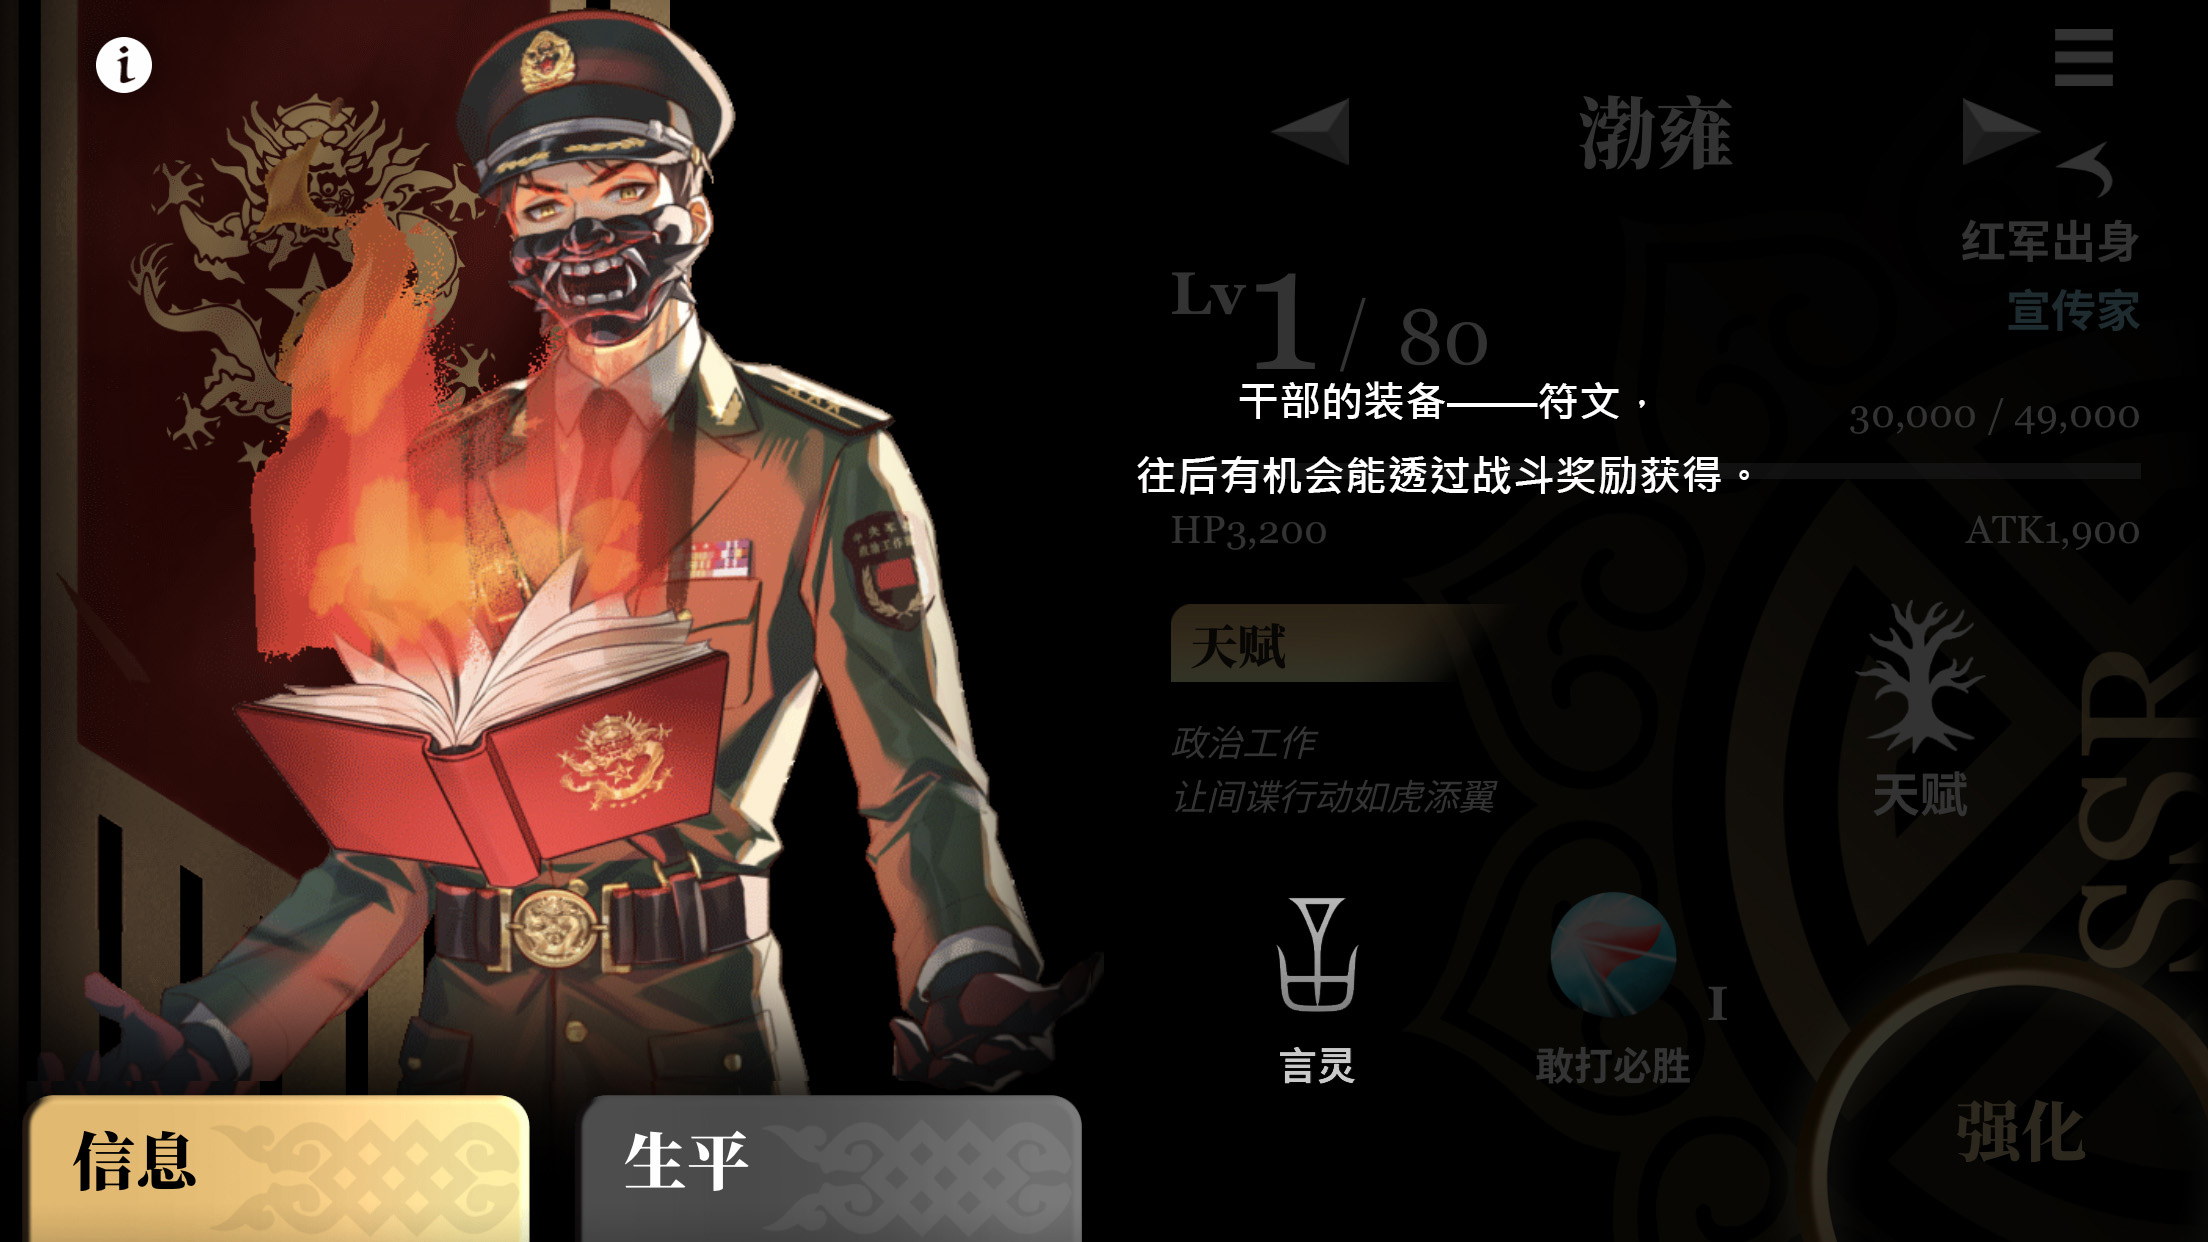 i
渤雍
红军出身
宣传家
Lv 1 / 80
干部的装备——符文，
30,000 / 49,000
往后有机会能透过战斗奖励获得。
HP3,200
ATK1,900
天赋
政治工作
让间谍行动如虎添翼
天赋
SSR
言灵
敢打必胜
I
强化
信息
生平